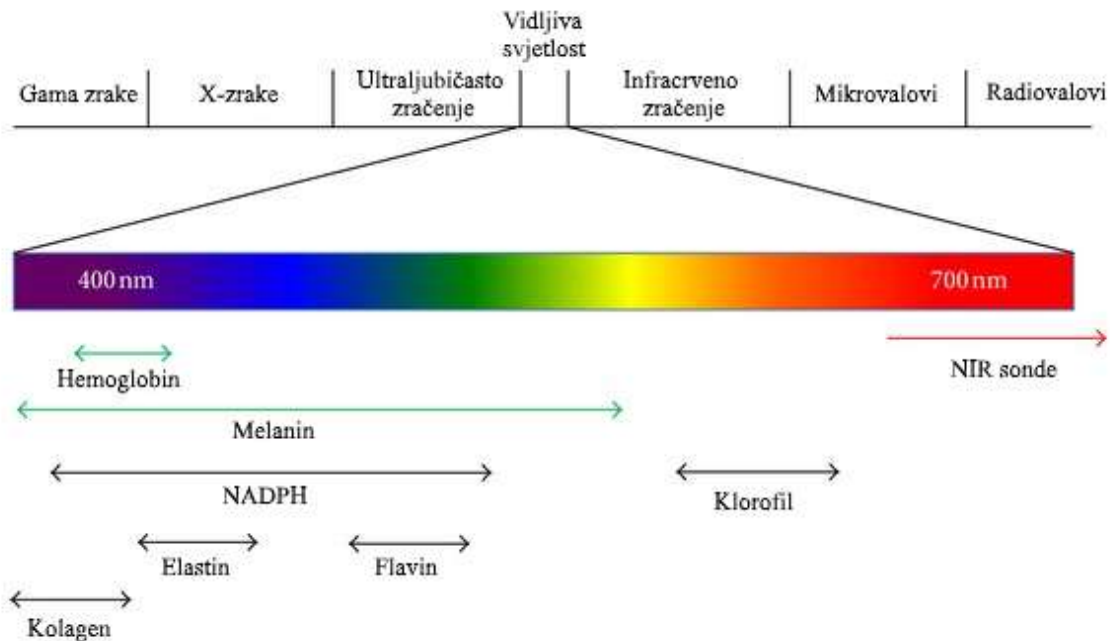 Vidljiva
svjetlost
Gama zrake
X-zrake
Ultraljubičasto
zračenje
Infracrveno
zračenje
Mikrovalovi
Radiovalovi
400 nm
700 nm
Hemoglobin
NIR sonde
Melanin
NADPH
Klorofil
Elastin
Flavin
Kolagen